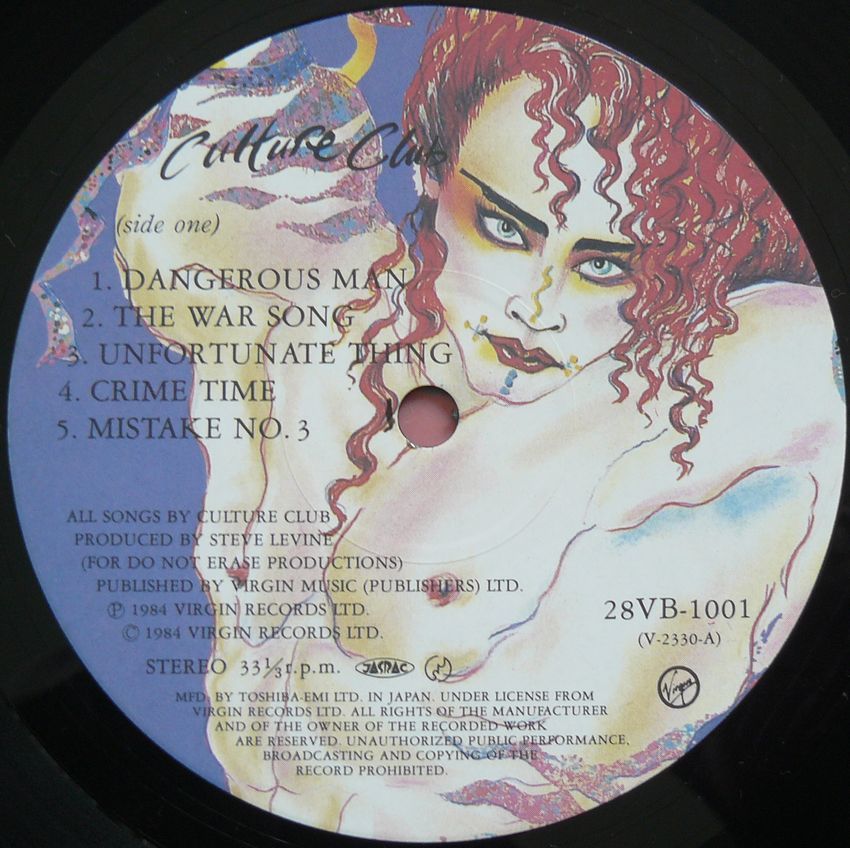 Culture Club
(side one)
1. DANGEROUS MAN
2. THE WAR SONG
3. UNFORTUNATE THING
4. CRIME TIME
5. MISTAKE NO. 3
ALL SONGS BY CULTURE CLUB
PRODUCED BY STEVE LEVINE
(FOR DO NOT ERASE PRODUCTIONS)
PUBLISHED BY VIRGIN MUSIC (PUBLISHERS) LTD.
Ⓟ 1984 VIRGIN RECORDS LTD.
© 1984 VIRGIN RECORDS LTD.
28VB-1001
(V-2330-A)
STEREO 33⅓ r.p.m. JASRAC
Virgin
MFD. BY TOSHIBA-EMI LTD. IN JAPAN. UNDER LICENSE FROM
VIRGIN RECORDS LTD. ALL RIGHTS OF THE MANUFACTURER
AND OF THE OWNER OF THE RECORDED WORK
ARE RESERVED. UNAUTHORIZED PUBLIC PERFORMANCE,
BROADCASTING AND COPYING OF THE
RECORD PROHIBITED.